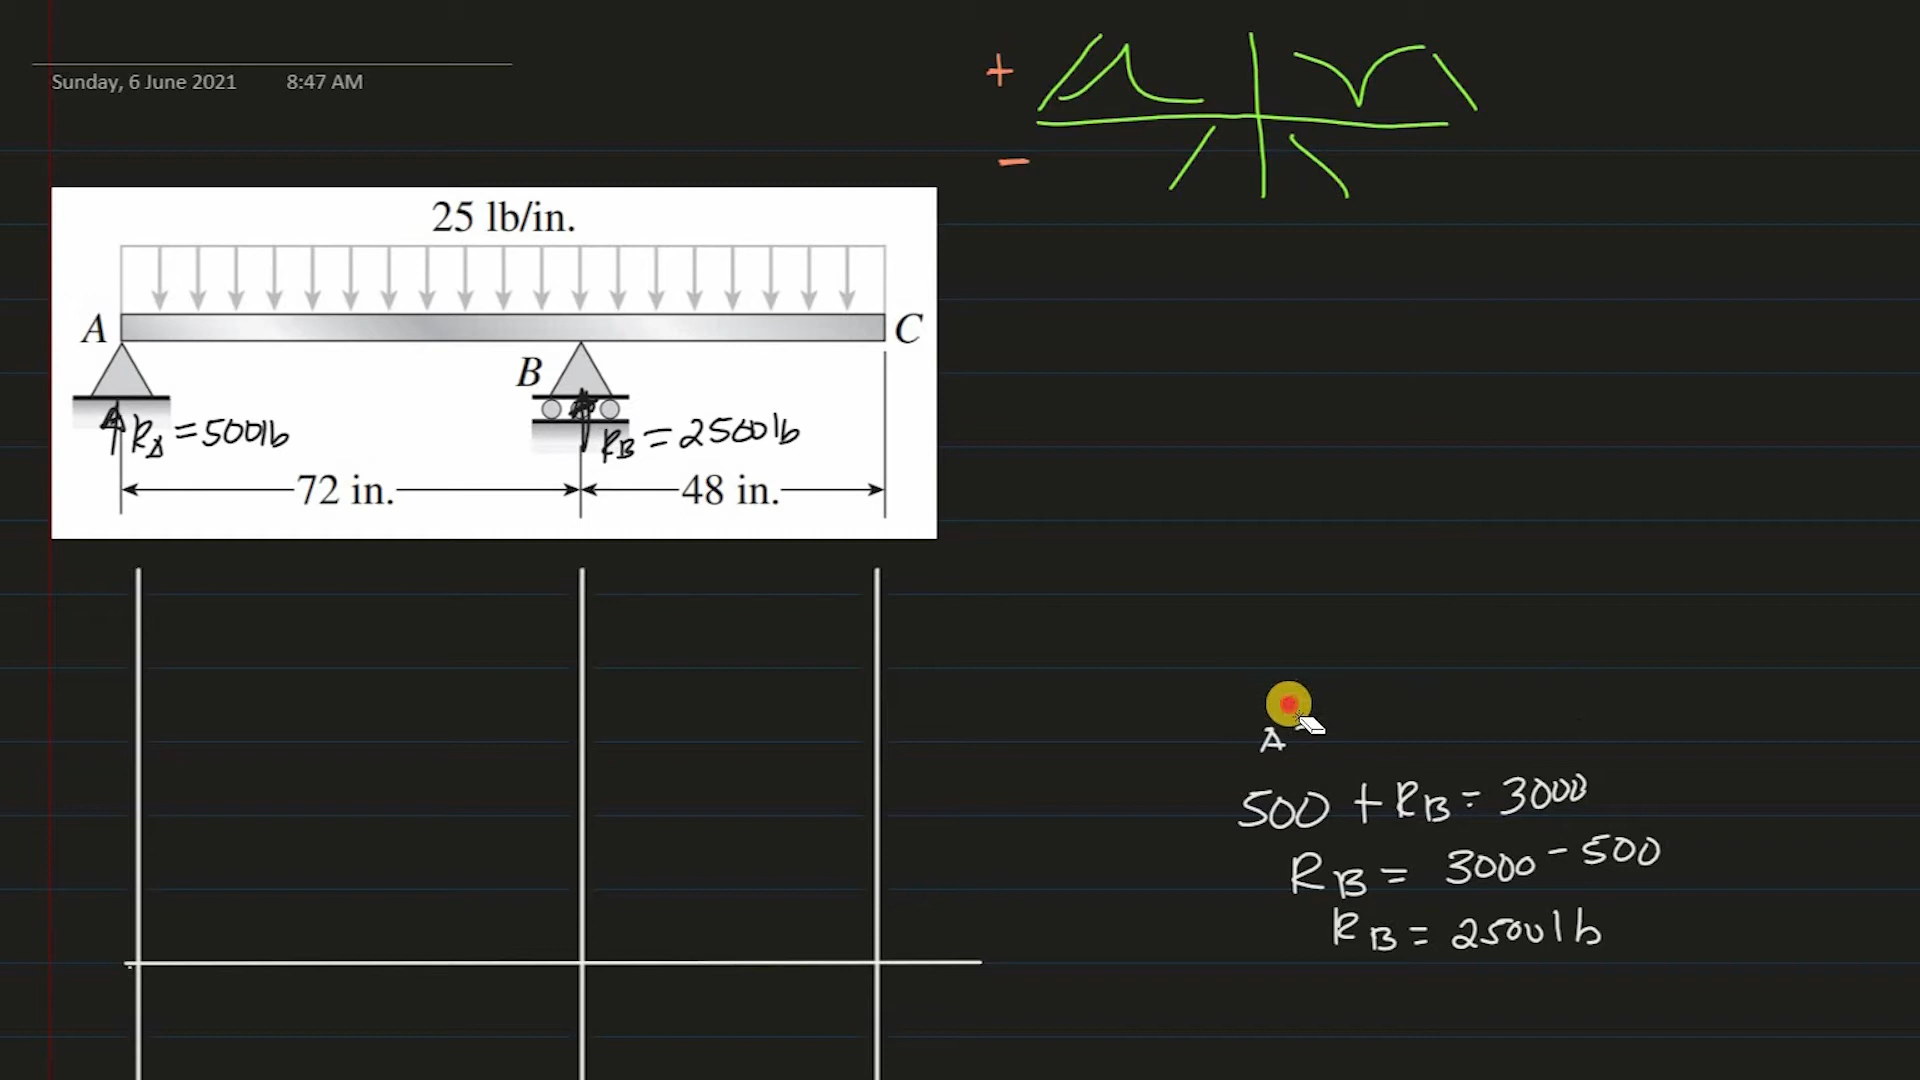 Sunday, 6 June 2021 8:47 AM
+
−
25 lb/in.
A
C
B
RA = 500lb
RB = 2500lb
72 in.
48 in.
A
500 + RB = 3000
RB = 3000 - 500
RB = 2500lb